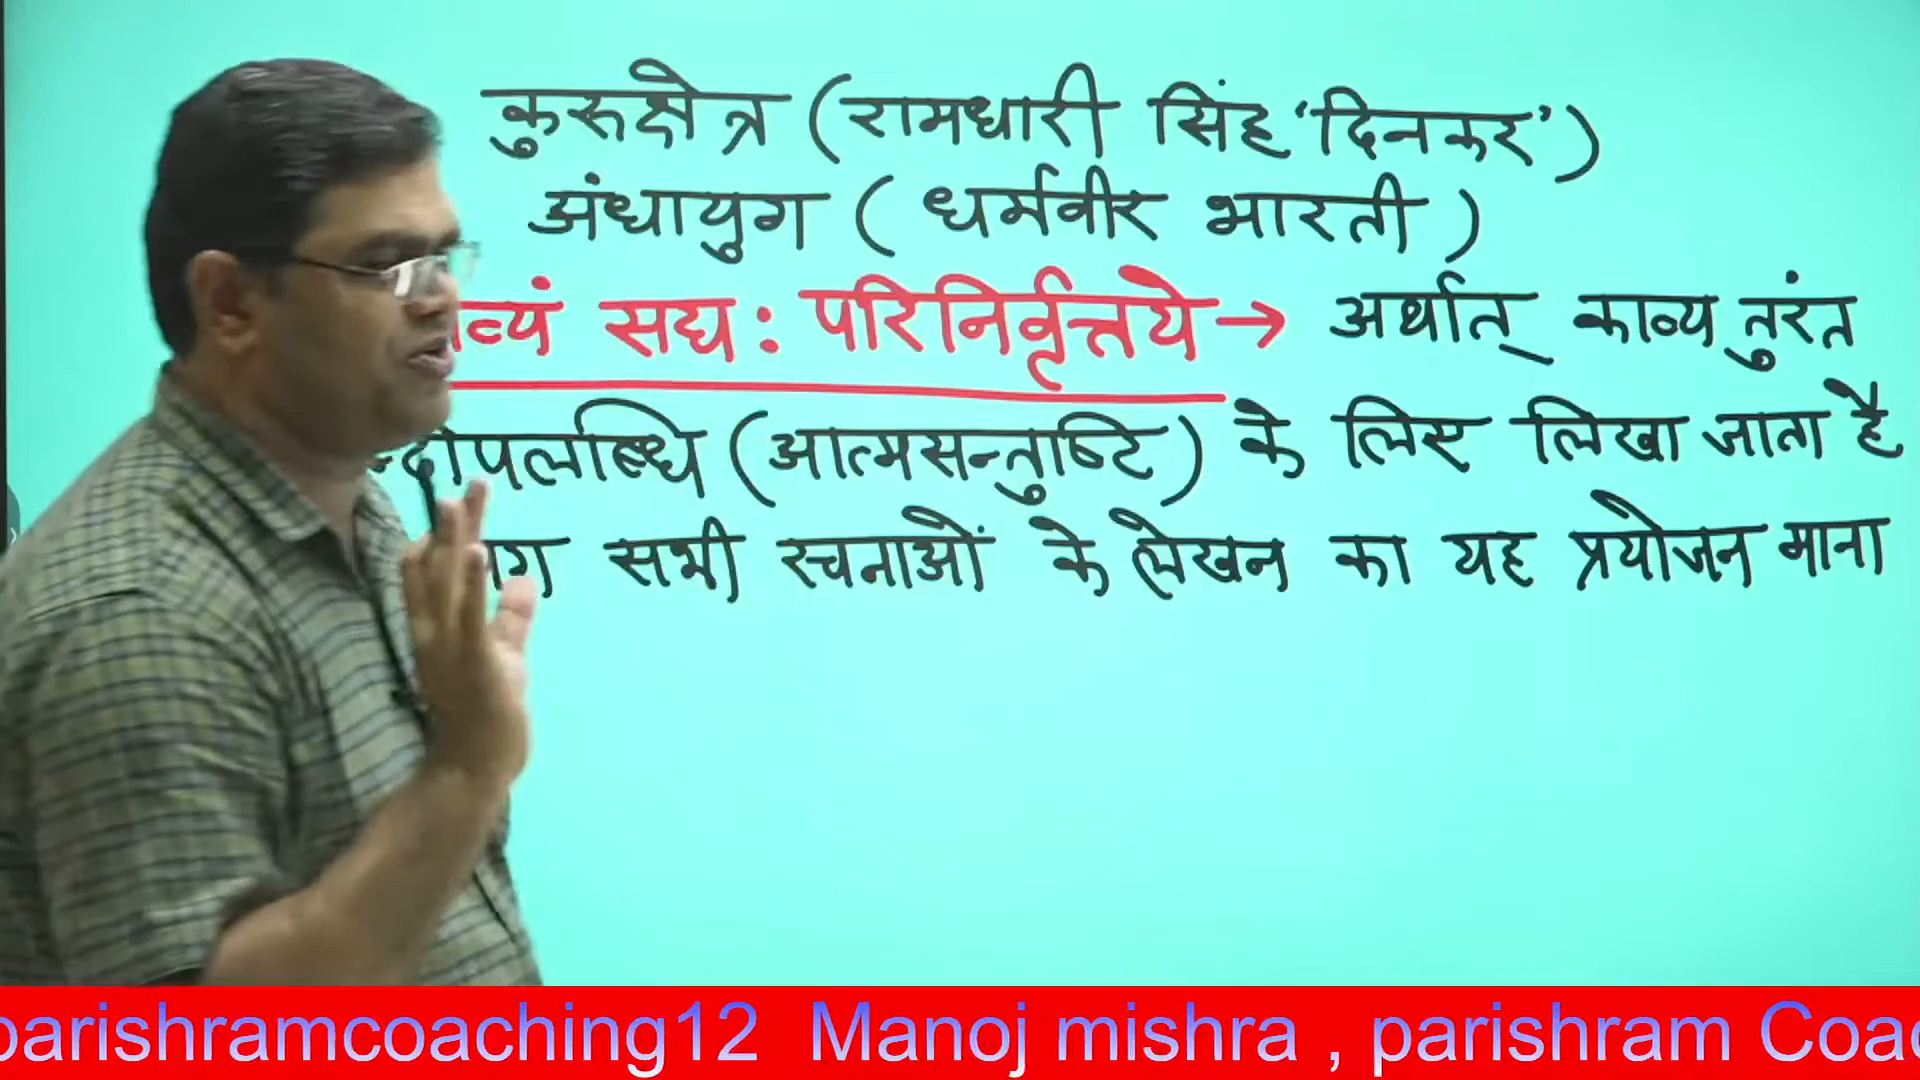 कुरुक्षेत्र (रामधारी सिंह ‘दिनकर’)
अंधायुग ( धर्मवीर भारती )
सद्य: परिनिर्वृत्तये → अर्थात् काव्य तुरंत
(आत्मसन्तुष्टि) के लिए लिखा जाता है
सभी रचनाओं के लेखन का यह प्रयोजन माना
parishramcoaching12 Manoj mishra , parishram